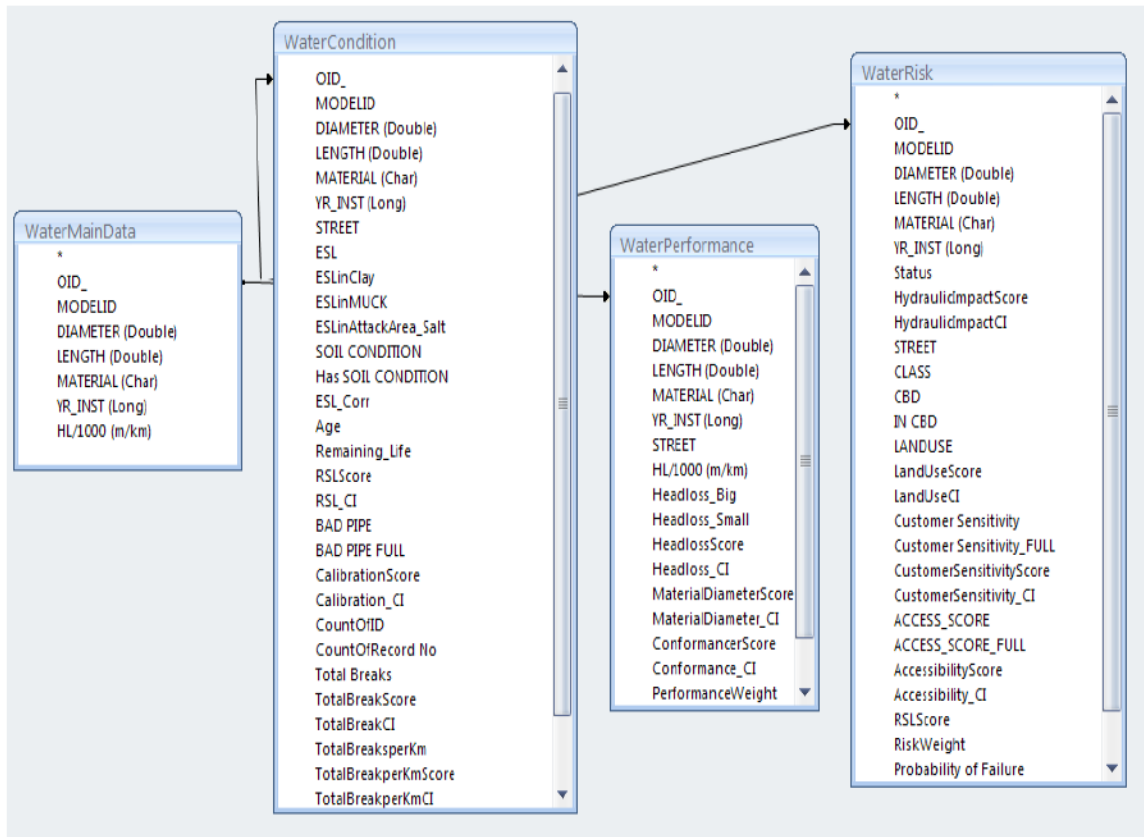 WaterMainData
*
OID_
MODELID
DIAMETER (Double)
LENGTH (Double)
MATERIAL (Char)
YR_INST (Long)
HL/1000 (m/km)
WaterCondition
OID_
MODELID
DIAMETER (Double)
LENGTH (Double)
MATERIAL (Char)
YR_INST (Long)
STREET
ESL
ESLinClay
ESLinMUCK
ESLinAttackArea_Salt
SOIL CONDITION
Has SOIL CONDITION
ESL_Corr
Age
Remaining_Life
RSLScore
RSL_CI
BAD PIPE
BAD PIPE FULL
CalibrationScore
Calibration_CI
CountOfID
CountOfRecord No
Total Breaks
TotalBreakScore
TotalBreakCI
TotalBreaksperKm
TotalBreakperKmScore
TotalBreakperKmCI
WaterPerformance
*
OID_
MODELID
DIAMETER (Double)
LENGTH (Double)
MATERIAL (Char)
YR_INST (Long)
STREET
HL/1000 (m/km)
Headloss_Big
Headloss_Small
HeadlossScore
Headloss_CI
MaterialDiameterScore
MaterialDiameter_CI
ConformancerScore
Conformance_CI
PerformanceWeight
WaterRisk
*
OID_
MODELID
DIAMETER (Double)
LENGTH (Double)
MATERIAL (Char)
YR_INST (Long)
Status
HydraulicImpactScore
HydraulicImpactCI
STREET
CLASS
CBD
IN CBD
LANDUSE
LandUseScore
LandUseCI
Customer Sensitivity
Customer Sensitivity_FULL
CustomerSensitivityScore
CustomerSensitivity_CI
ACCESS_SCORE
ACCESS_SCORE_FULL
AccessibilityScore
Accessibility_CI
RSLScore
RiskWeight
Probability of Failure